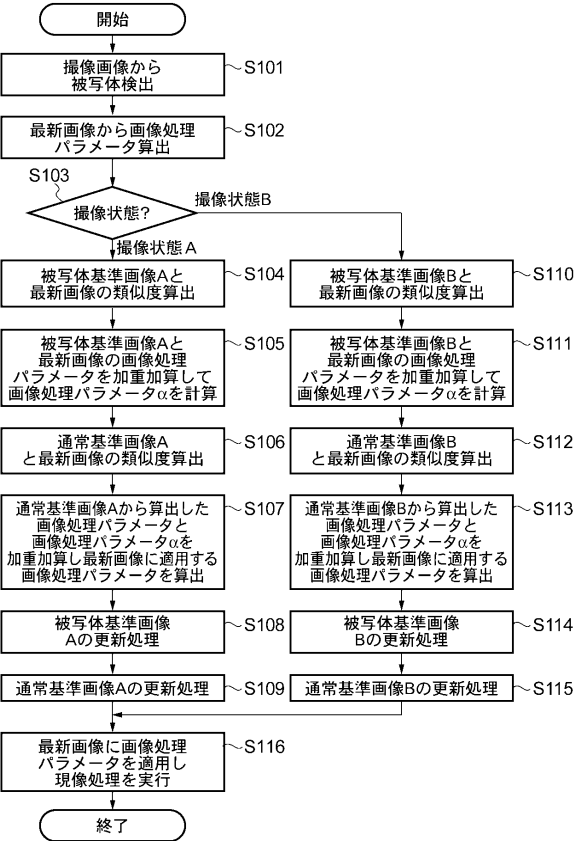 開始
撮像画像から
被写体検出
S101
最新画像から画像処理
パラメータ算出
S102
S103
撮像状態?
撮像状態B
撮像状態A
被写体基準画像Aと
最新画像の類似度算出
S104
被写体基準画像Aと
最新画像の画像処理
パラメータを加重加算して
画像処理パラメータαを計算
S105
通常基準画像A
と最新画像の類似度算出
S106
通常基準画像Aから算出した
画像処理パラメータと
画像処理パラメータαを
加重加算し最新画像に適用する
画像処理パラメータを算出
S107
被写体基準画像
Aの更新処理
S108
通常基準画像Aの更新処理
S109
被写体基準画像Bと
最新画像の類似度算出
S110
被写体基準画像Bと
最新画像の画像処理
パラメータを加重加算して
画像処理パラメータαを計算
S111
通常基準画像B
と最新画像の類似度算出
S112
通常基準画像Bから算出した
画像処理パラメータと
画像処理パラメータαを
加重加算し最新画像に適用する
画像処理パラメータを算出
S113
被写体基準画像
Bの更新処理
S114
通常基準画像Bの更新処理
S115
最新画像に画像処理
パラメータを適用し
現像処理を実行
S116
終了